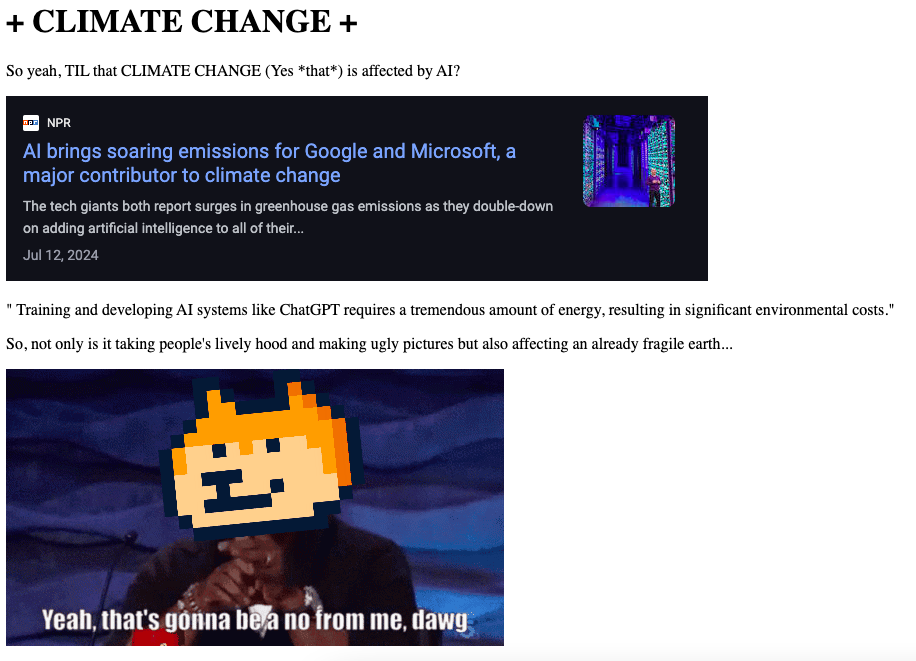 + CLIMATE CHANGE +
So yeah, TIL that CLIMATE CHANGE (Yes *that*) is affected by AI?
npr NPR
AI brings soaring emissions for Google and Microsoft, a
major contributor to climate change
The tech giants both report surges in greenhouse gas emissions as they double-down
on adding artificial intelligence to all of their...
Jul 12, 2024
" Training and developing AI systems like ChatGPT requires a tremendous amount of energy, resulting in significant environmental costs."
So, not only is it taking people's lively hood and making ugly pictures but also affecting an already fragile earth...
Yeah, that's gonna be a no from me, dawg